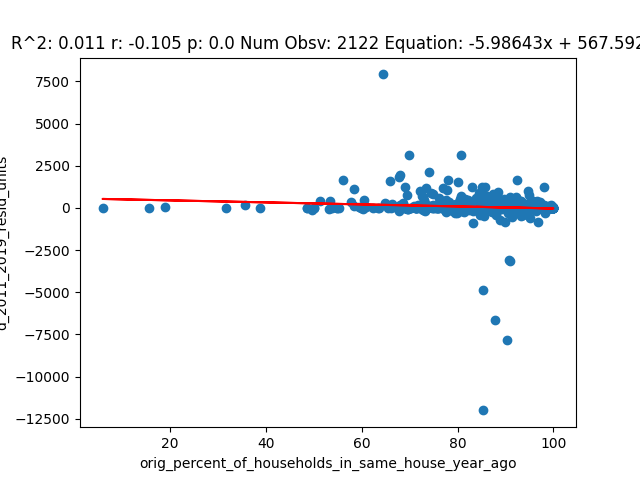 R^2: 0.011 r: -0.105 p: 0.0 Num Obsv: 2122 Equation: -5.98643x + 567.592
7500
5000
2500
0
−2500
−5000
−7500
−10000
−12500
d_2011_2019_resid_units
20 40 60 80 100
orig_percent_of_households_in_same_house_year_ago